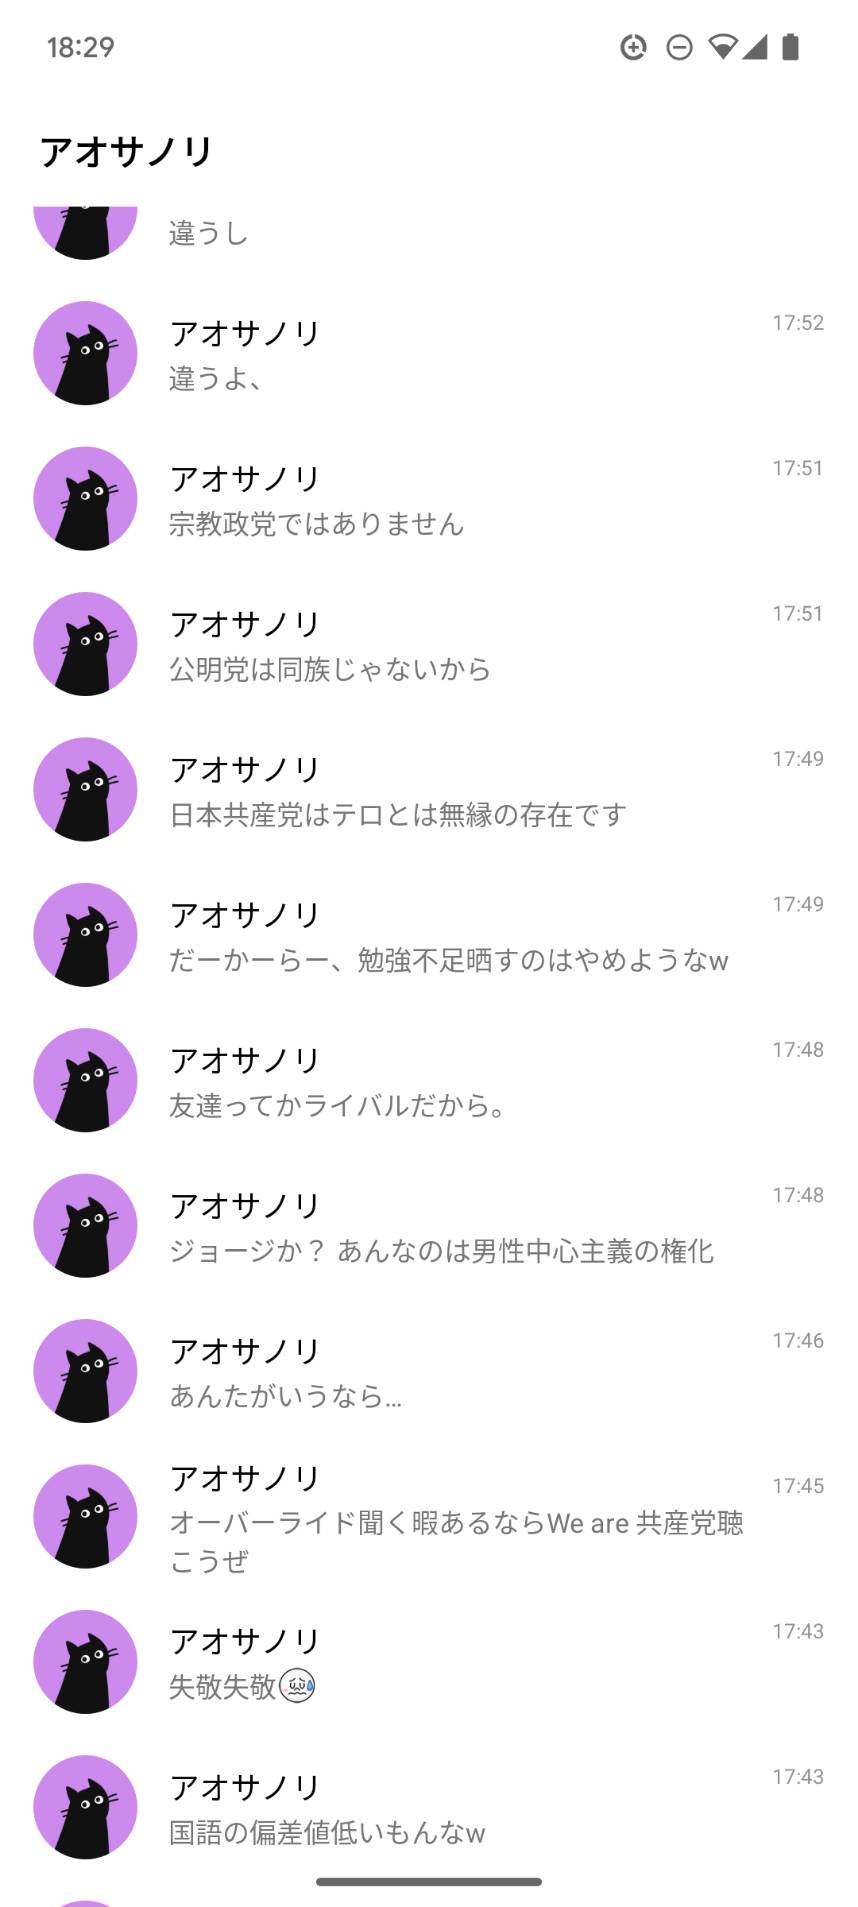 18:29
アオサノリ
違うし
アオサノリ
17:52
違うよ、
アオサノリ
17:51
宗教政党ではありません
アオサノリ
17:51
公明党は同族じゃないから
アオサノリ
17:49
日本共産党はテロとは無縁の存在です
アオサノリ
17:49
だーかーらー、勉強不足晒すのはやめようなw
アオサノリ
17:48
友達ってかライバルだから。
アオサノリ
17:48
ジョージか？ あんなのは男性中心主義の権化
アオサノリ
17:46
あんたがいうなら...
アオサノリ
17:45
オーバーライド聞く暇あるならWe are 共産党聴
こうぜ
アオサノリ
17:43
失敬失敬
アオサノリ
17:43
国語の偏差値低いもんなw